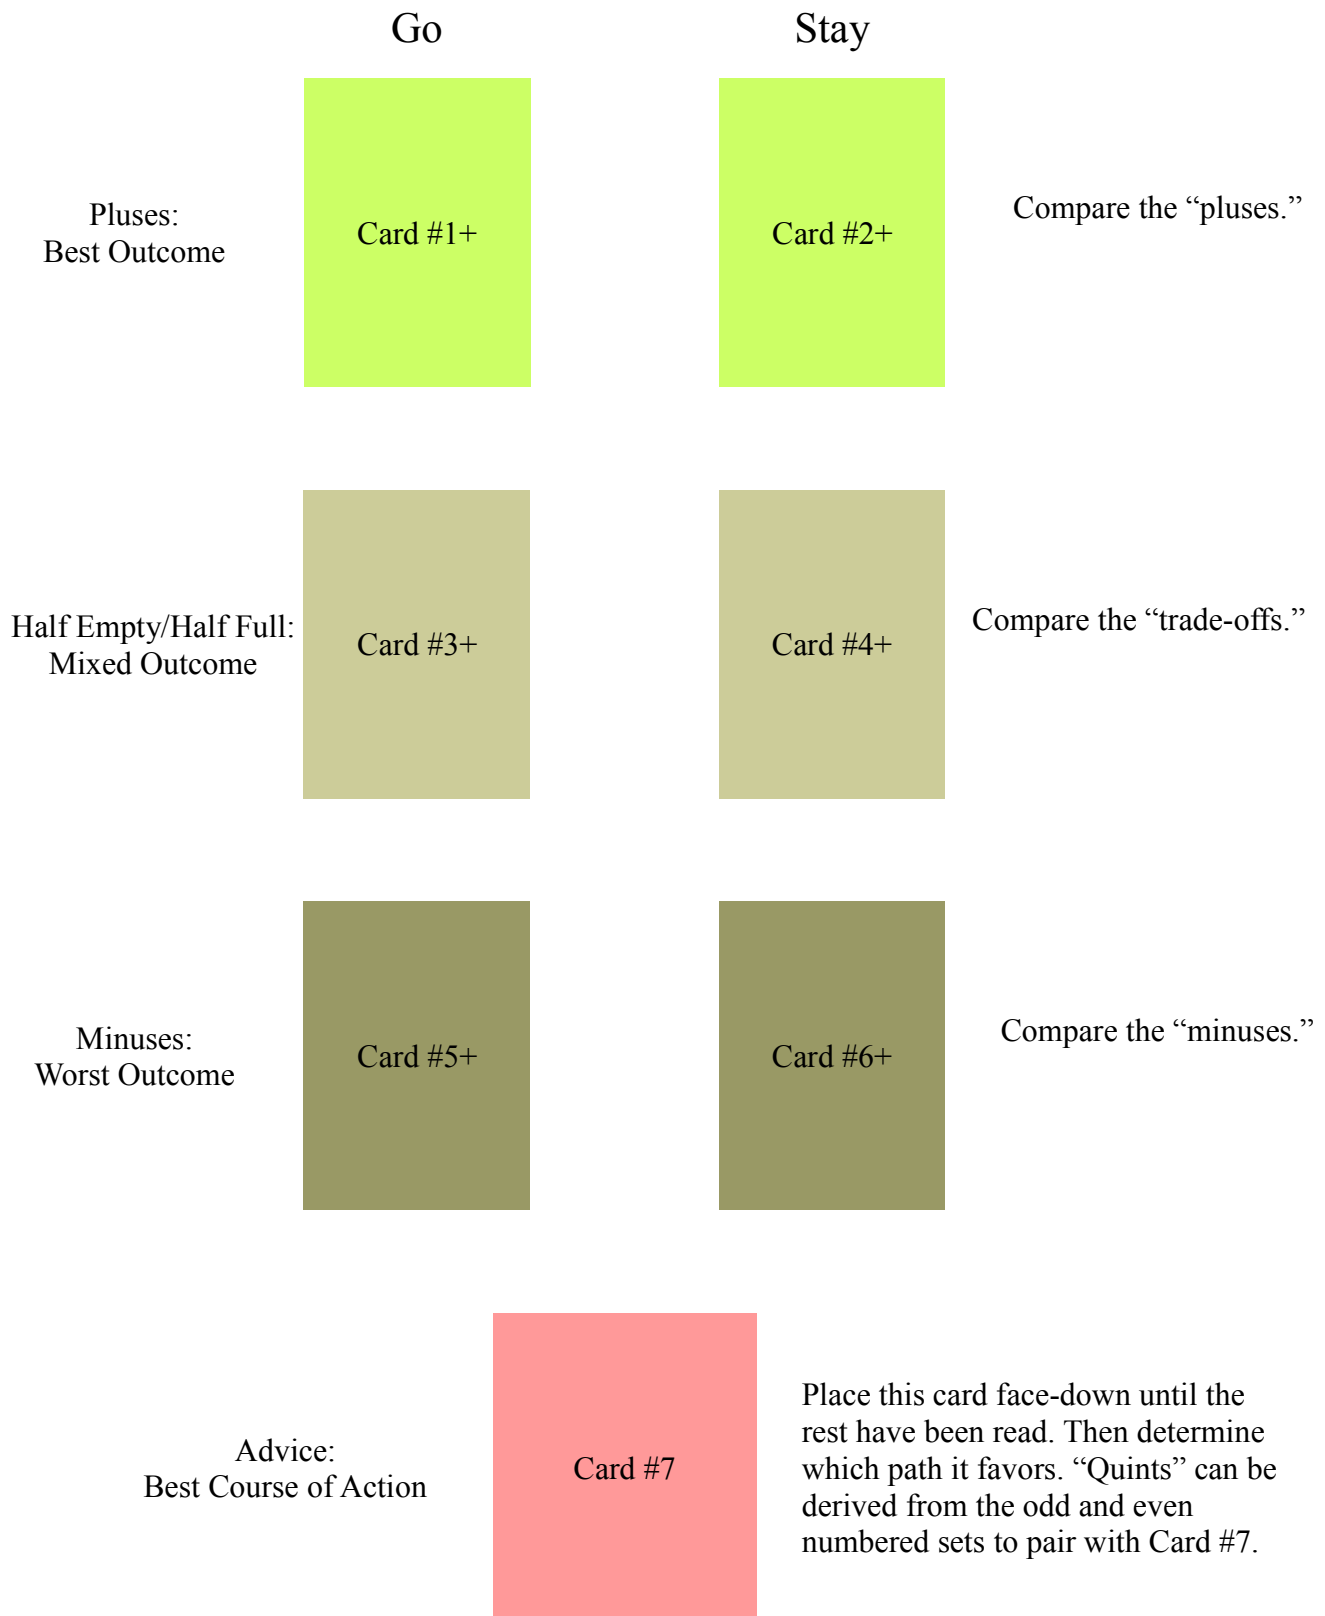 Go
Stay
Pluses:
Best Outcome
Card #1+
Card #2+
Compare the “pluses.”
Half Empty/Half Full:
Mixed Outcome
Card #3+
Card #4+
Compare the “trade-offs.”
Minuses:
Worst Outcome
Card #5+
Card #6+
Compare the “minuses.”
Advice:
Best Course of Action
Card #7
Place this card face-down until the
rest have been read. Then determine
which path it favors. “Quints” can be
derived from the odd and even
numbered sets to pair with Card #7.